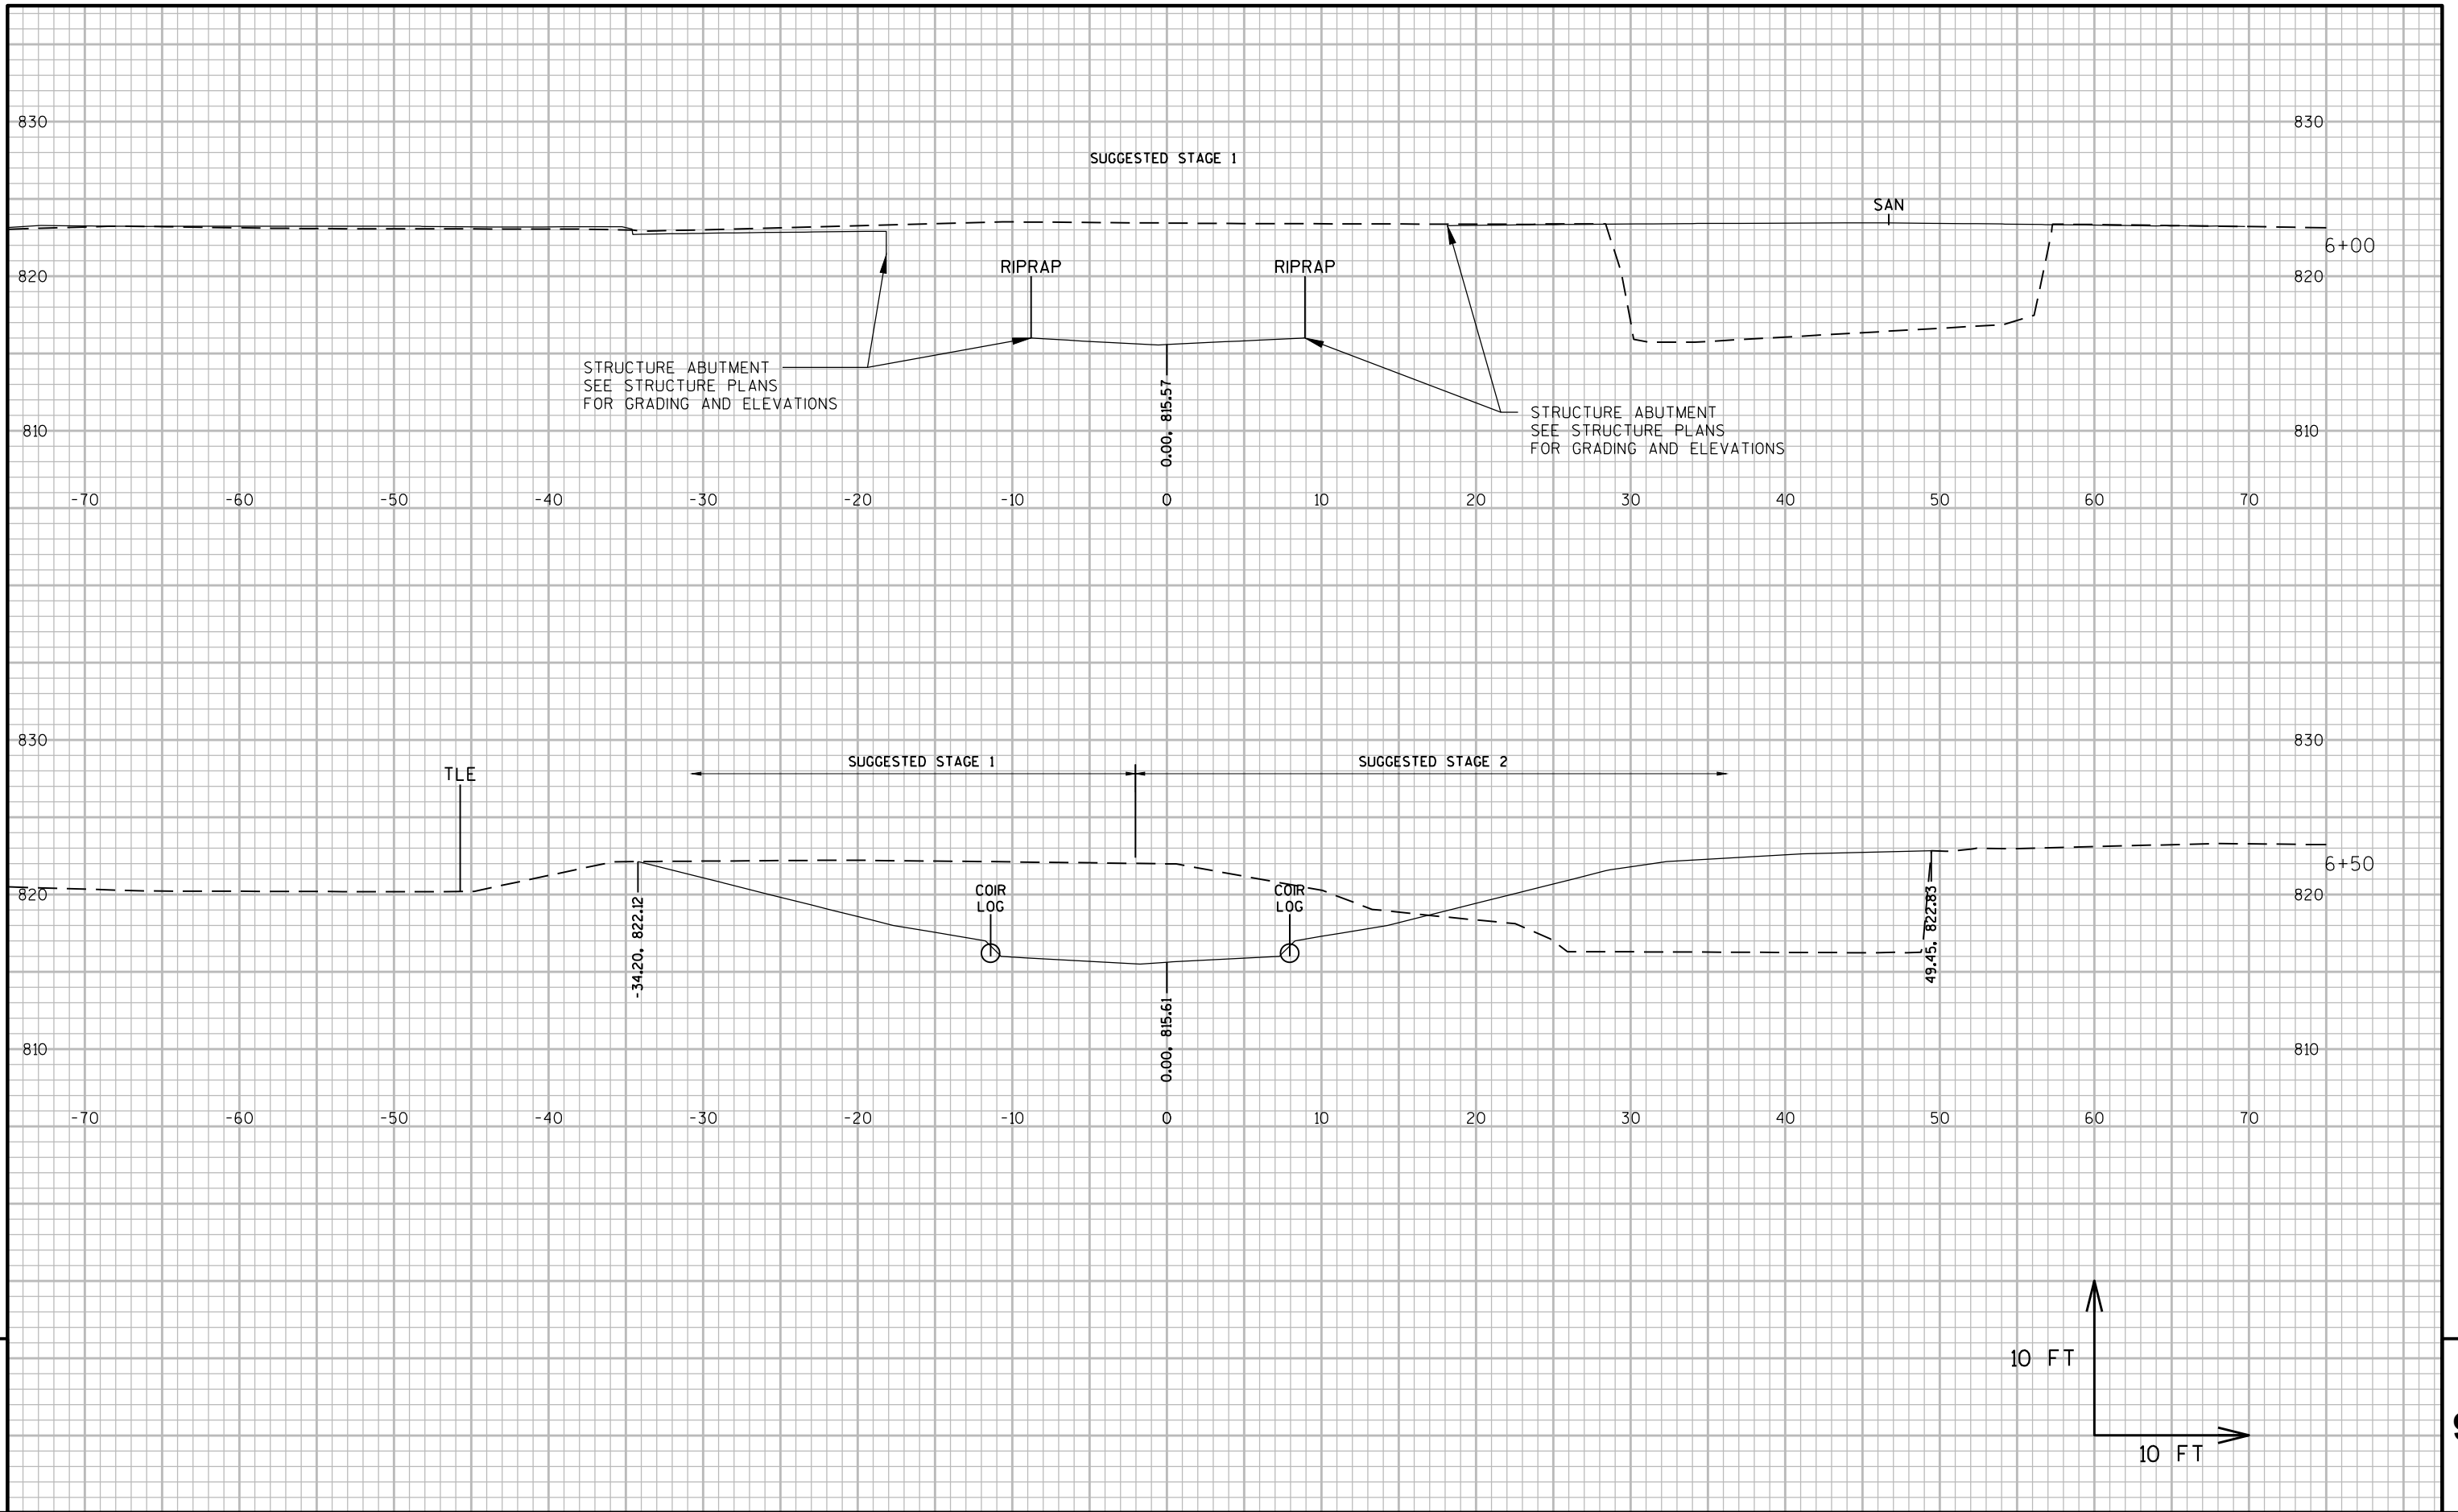 830
830
SUGGESTED STAGE 1
SAN
6+00
RIPRAP
RIPRAP
820
820
STRUCTURE ABUTMENT
SEE STRUCTURE PLANS
FOR GRADING AND ELEVATIONS
0.00, 815.57
STRUCTURE ABUTMENT
SEE STRUCTURE PLANS
FOR GRADING AND ELEVATIONS
810
810
-70 -60 -50 -40 -30 -20 -10 0 10 20 30 40 50 60 70
830
830
SUGGESTED STAGE 1
SUGGESTED STAGE 2
TLE
6+50
820
820
COIR
LOG
COIR
LOG
-34.20, 822.12
49.45, 822.83
0.00, 815.61
810
810
-70 -60 -50 -40 -30 -20 -10 0 10 20 30 40 50 60 70
10 FT
10 FT